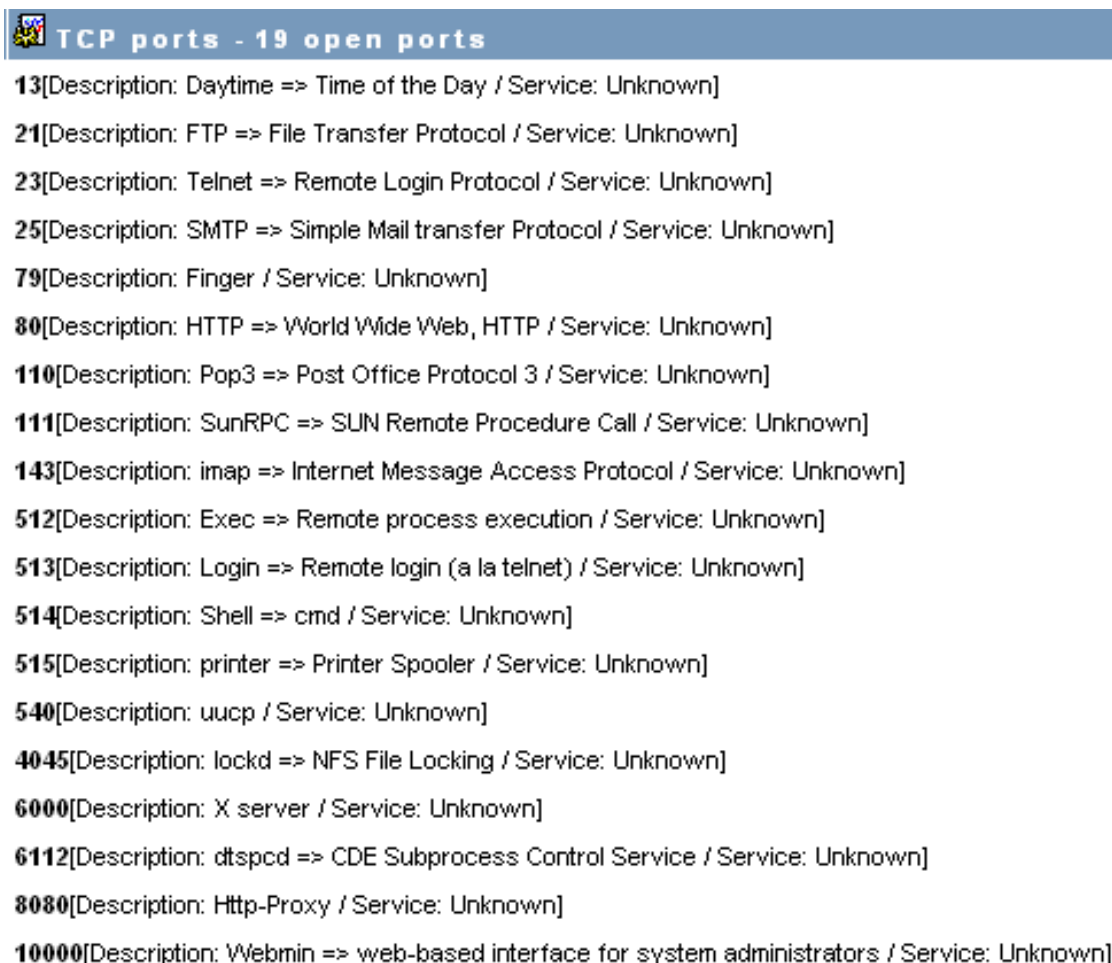 TCP ports - 19 open ports
13[Description: Daytime => Time of the Day / Service: Unknown]
21[Description: FTP => File Transfer Protocol / Service: Unknown]
23[Description: Telnet => Remote Login Protocol / Service: Unknown]
25[Description: SMTP => Simple Mail transfer Protocol / Service: Unknown]
79[Description: Finger / Service: Unknown]
80[Description: HTTP => World Wide Web, HTTP / Service: Unknown]
110[Description: Pop3 => Post Office Protocol 3 / Service: Unknown]
111[Description: SunRPC => SUN Remote Procedure Call / Service: Unknown]
143[Description: imap => Internet Message Access Protocol / Service: Unknown]
512[Description: Exec => Remote process execution / Service: Unknown]
513[Description: Login => Remote login (a la telnet) / Service: Unknown]
514[Description: Shell => cmd / Service: Unknown]
515[Description: printer => Printer Spooler / Service: Unknown]
540[Description: uucp / Service: Unknown]
4045[Description: lockd => NFS File Locking / Service: Unknown]
6000[Description: X server / Service: Unknown]
6112[Description: dtspcd => CDE Subprocess Control Service / Service: Unknown]
8080[Description: Http-Proxy / Service: Unknown]
10000[Description: Webmin => web-based interface for system administrators / Service: Unknown]